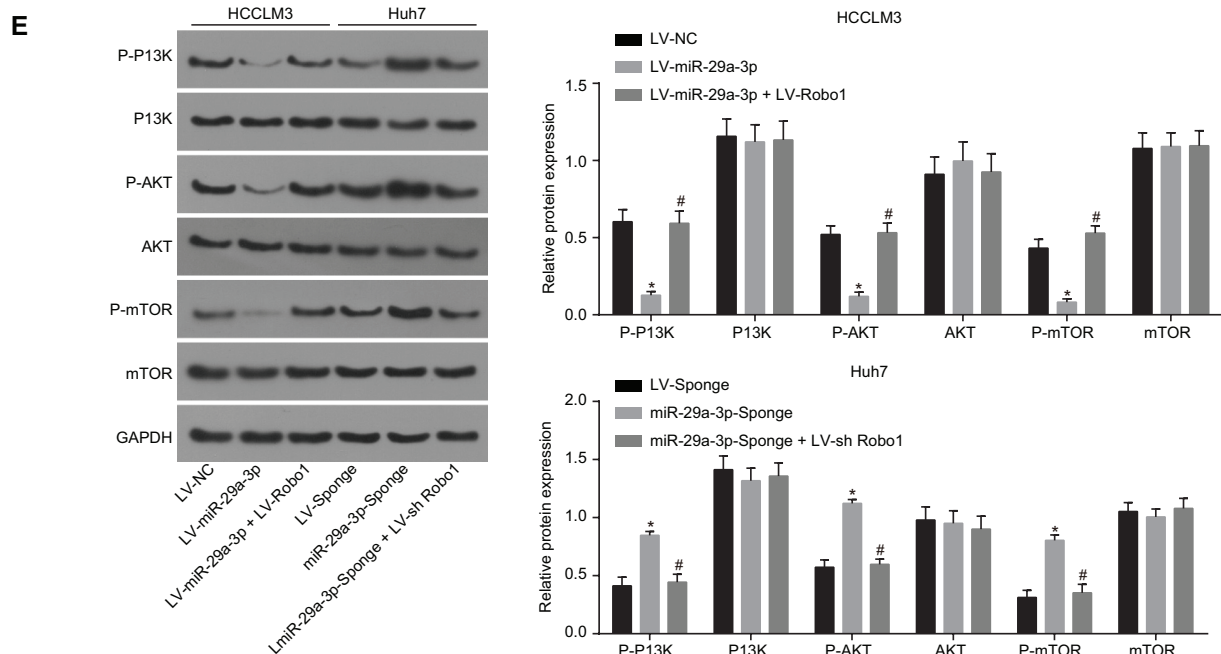 E
HCCLM3 Huh7
P-P13K
P13K
P-AKT
AKT
P-mTOR
mTOR
GAPDH
LV-NC
LV-miR-29a-3p
LV-miR-29a-3p + LV-Robo1
LV-Sponge
miR-29a-3p-Sponge
LmiR-29a-3p-Sponge + LV-sh Robo1
HCCLM3
LV-NC
LV-miR-29a-3p
LV-miR-29a-3p + LV-Robo1
Relative protein expression
1.5
1.0
0.5
0.0
* # * # * #
P-P13K P13K P-AKT AKT P-mTOR mTOR
Huh7
LV-Sponge
miR-29a-3p-Sponge
miR-29a-3p-Sponge + LV-sh Robo1
Relative protein expression
2.0
1.5
1.0
0.5
0.0
* # * # * #
P-P13K P13K P-AKT AKT P-mTOR mTOR